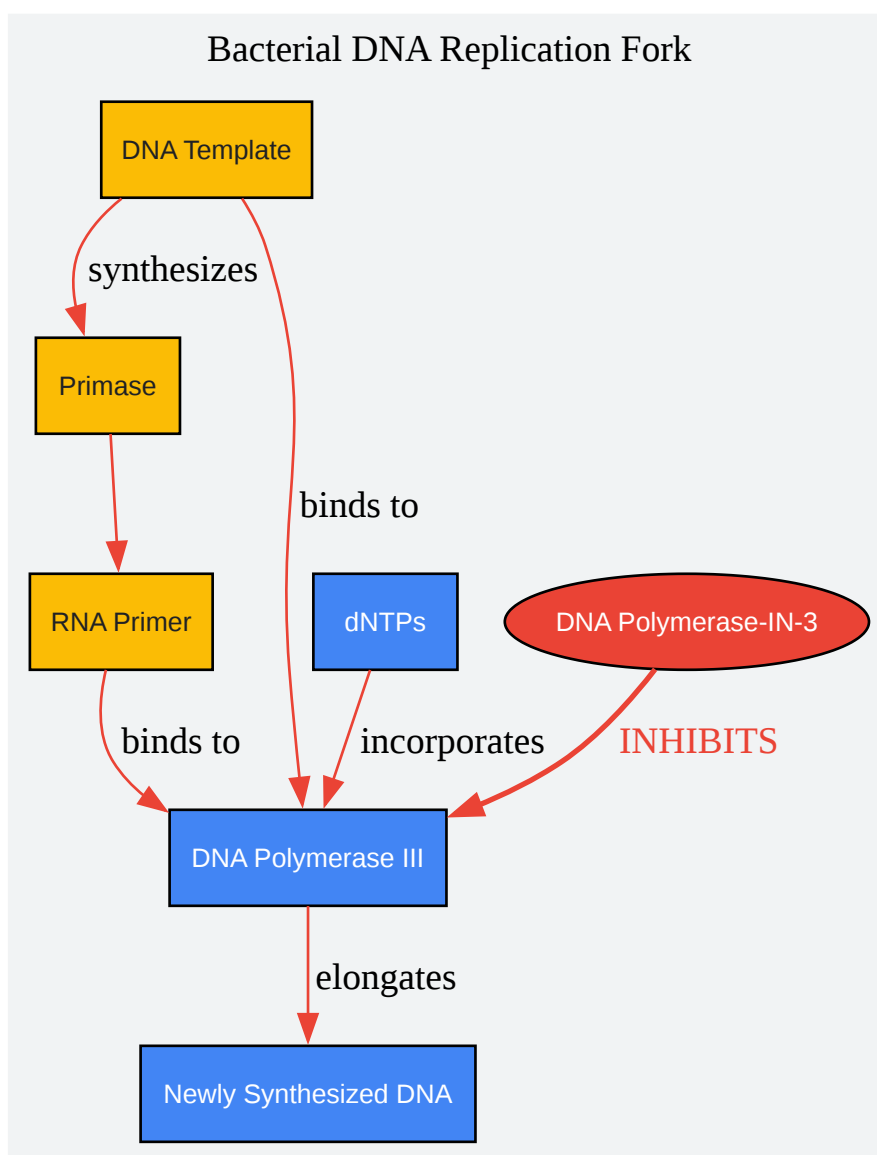 Bacterial DNA Replication Fork
DNA Template
synthesizes
Primase
binds to
RNA Primer
dNTPs
DNA Polymerase-IN-3
binds to
incorporates
INHIBITS
DNA Polymerase III
elongates
Newly Synthesized DNA